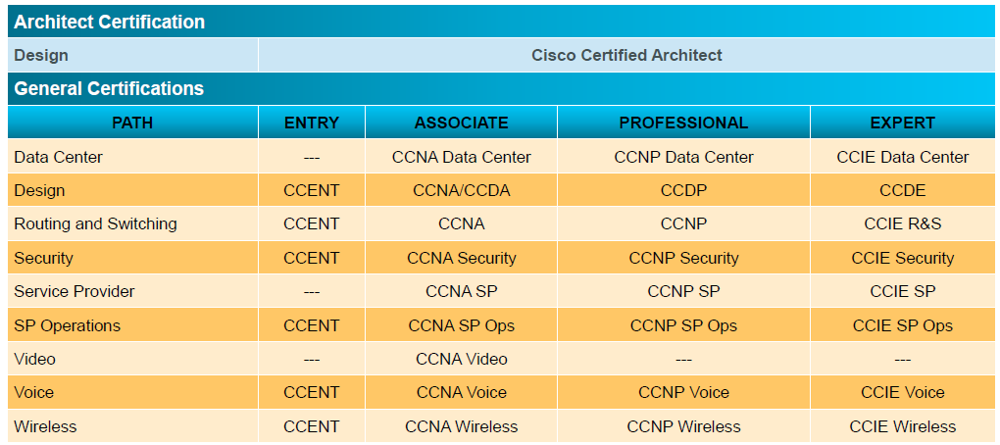 Architect Certification
Design Cisco Certified Architect
General Certifications
PATH ENTRY ASSOCIATE PROFESSIONAL EXPERT
Data Center --- CCNA Data Center CCNP Data Center CCIE Data Center
Design CCENT CCNA/CCDA CCDP CCDE
Routing and Switching CCENT CCNA CCNP CCIE R&S
Security CCENT CCNA Security CCNP Security CCIE Security
Service Provider --- CCNA SP CCNP SP CCIE SP
SP Operations CCENT CCNA SP Ops CCNP SP Ops CCIE SP Ops
Video --- CCNA Video --- ---
Voice CCENT CCNA Voice CCNP Voice CCIE Voice
Wireless CCENT CCNA Wireless CCNP Wireless CCIE Wireless